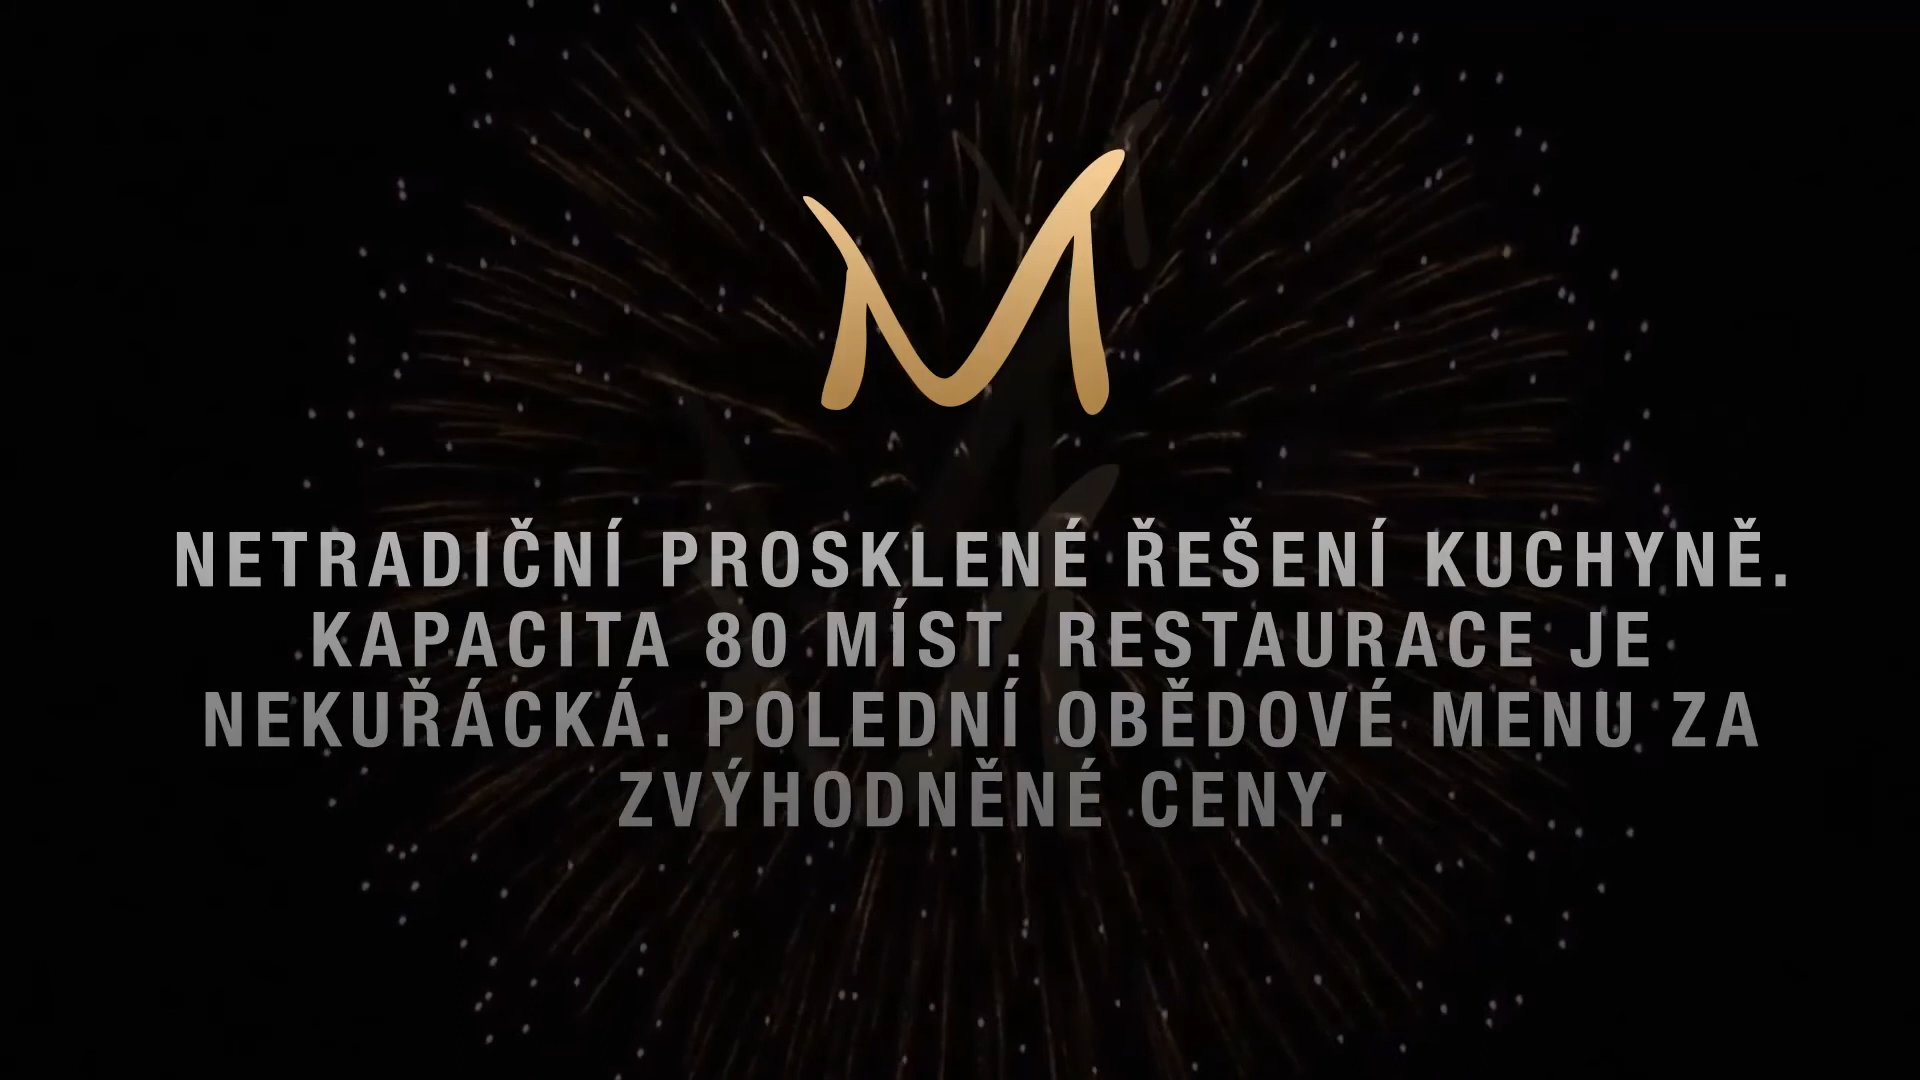 M
NETRADIČNÍ PROSKLENÉ ŘEŠENÍ KUCHYNĚ.
KAPACITA 80 MÍST. RESTAURACE JE
NEKUŘÁCKÁ. POLEDNÍ OBĚDOVÉ MENU ZA
ZVÝHODNĚNÉ CENY.